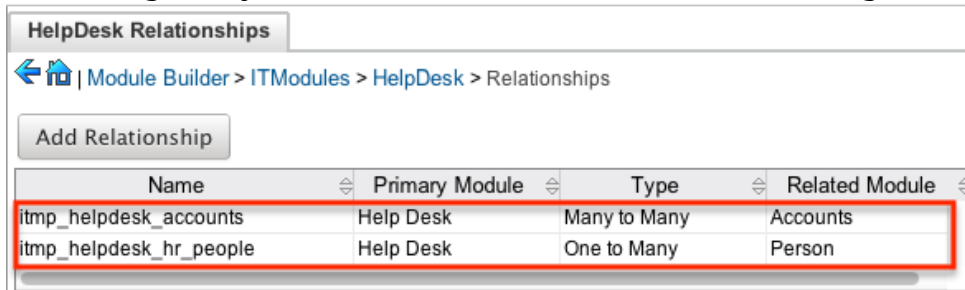 HelpDesk Relationships
| Module Builder > ITModules > HelpDesk > Relationships
Add Relationship
Name Primary Module Type Related Module
itmp_helpdesk_accounts Help Desk Many to Many Accounts
itmp_helpdesk_hr_people Help Desk One to Many Person